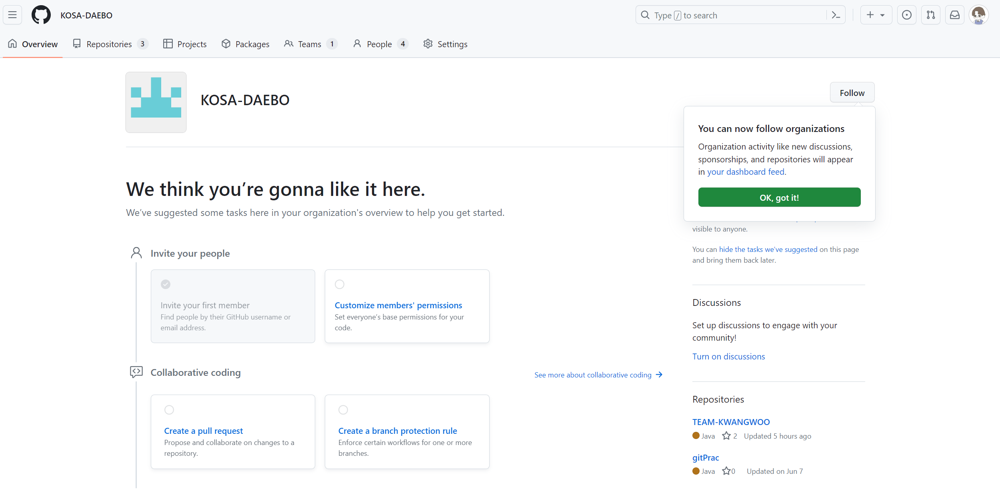 KOSA-DAEBO
Type / to search
Overview
Repositories 3
Projects
Packages
Teams 1
People 4
Settings
KOSA-DAEBO
Follow
You can now follow organizations
Organization activity like new discussions,
sponsorships, and repositories will appear
in your dashboard feed.
OK, got it!
We think you’re gonna like it here.
We’ve suggested some tasks here in your organization's overview to help you get started.
visible to anyone.
You can hide the tasks we've suggested on this page
and bring them back later.
Invite your people
Invite your first member
Find people by their GitHub username or
email address.
Customize members' permissions
Set everyone’s base permissions for your
code.
Discussions
Set up discussions to engage with your
community!
Turn on discussions
Collaborative coding
See more about collaborative coding
Create a pull request
Propose and collaborate on changes to a
repository.
Create a branch protection rule
Enforce certain workflows for one or more
branches.
Repositories
TEAM-KWANGWOO
Java 2 Updated 5 hours ago
gitPrac
Java 0 Updated on Jun 7